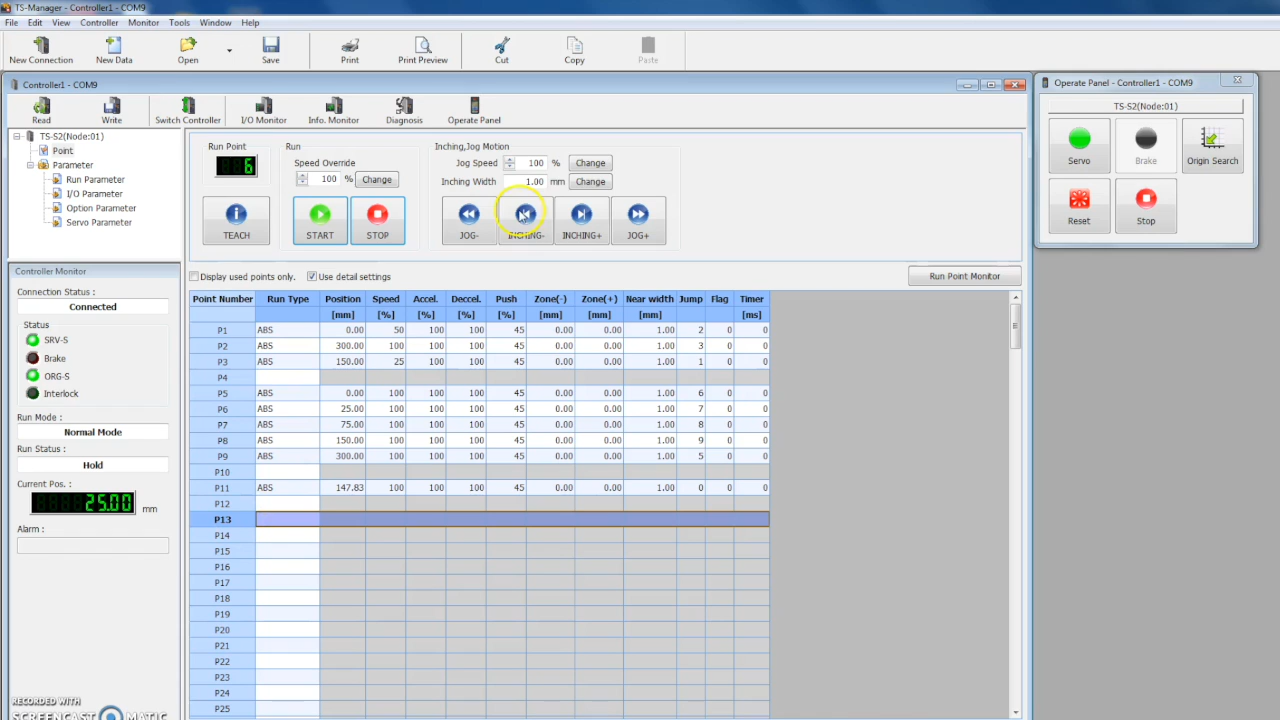 TS-Manager - Controller1 - COM9
File Edit View Controller Monitor Tools Window Help
New Connection New Data Open Save Print Print Preview Cut Copy Paste
Controller1 - COM9
Read Write Switch Controller I/O Monitor Info. Monitor Diagnosis Operate Panel
TS-S2(Node:01)
Point
Parameter
Run Parameter
I/O Parameter
Option Parameter
Servo Parameter
Controller Monitor
Connection Status :
Connected
Status
SRV-S
Brake
ORG-S
Interlock
Run Mode :
Normal Mode
Run Status :
Hold
Current Pos. :
25.00 mm
Alarm :
RECORDED WITH
SCREENCAST MATIC
Run Point
6
TEACH
Run
Speed Override
100 % Change
START STOP
Inching,Jog Motion
Jog Speed 100 % Change
Inching Width 1.00 mm Change
JOG- INCHING- INCHING+ JOG+
Display used points only. Use detail settings Run Point Monitor
Point Number Run Type Position Speed Accel. Deccel. Push Zone(-) Zone(+) Near width Jump Flag Timer
[mm] [%] [%] [%] [%] [mm] [mm] [mm] [ms]
P1 ABS 0.00 50 100 100 45 0.00 0.00 1.00 2 0 0
P2 ABS 300.00 100 100 100 45 0.00 0.00 1.00 3 0 0
P3 ABS 150.00 25 100 100 45 0.00 0.00 1.00 1 0 0
P4
P5 ABS 0.00 100 100 100 45 0.00 0.00 1.00 6 0 0
P6 ABS 25.00 100 100 100 45 0.00 0.00 1.00 7 0 0
P7 ABS 75.00 100 100 100 45 0.00 0.00 1.00 8 0 0
P8 ABS 150.00 100 100 100 45 0.00 0.00 1.00 9 0 0
P9 ABS 300.00 100 100 100 45 0.00 0.00 1.00 5 0 0
P10
P11 ABS 147.83 100 100 100 45 0.00 0.00 1.00 0 0 0
P12
P13
P14
P15
P16
P17
P18
P19
P20
P21
P22
P23
P24
P25
Operate Panel - Controller1 - COM9
TS-S2(Node:01)
Servo Brake Origin Search
Reset Stop